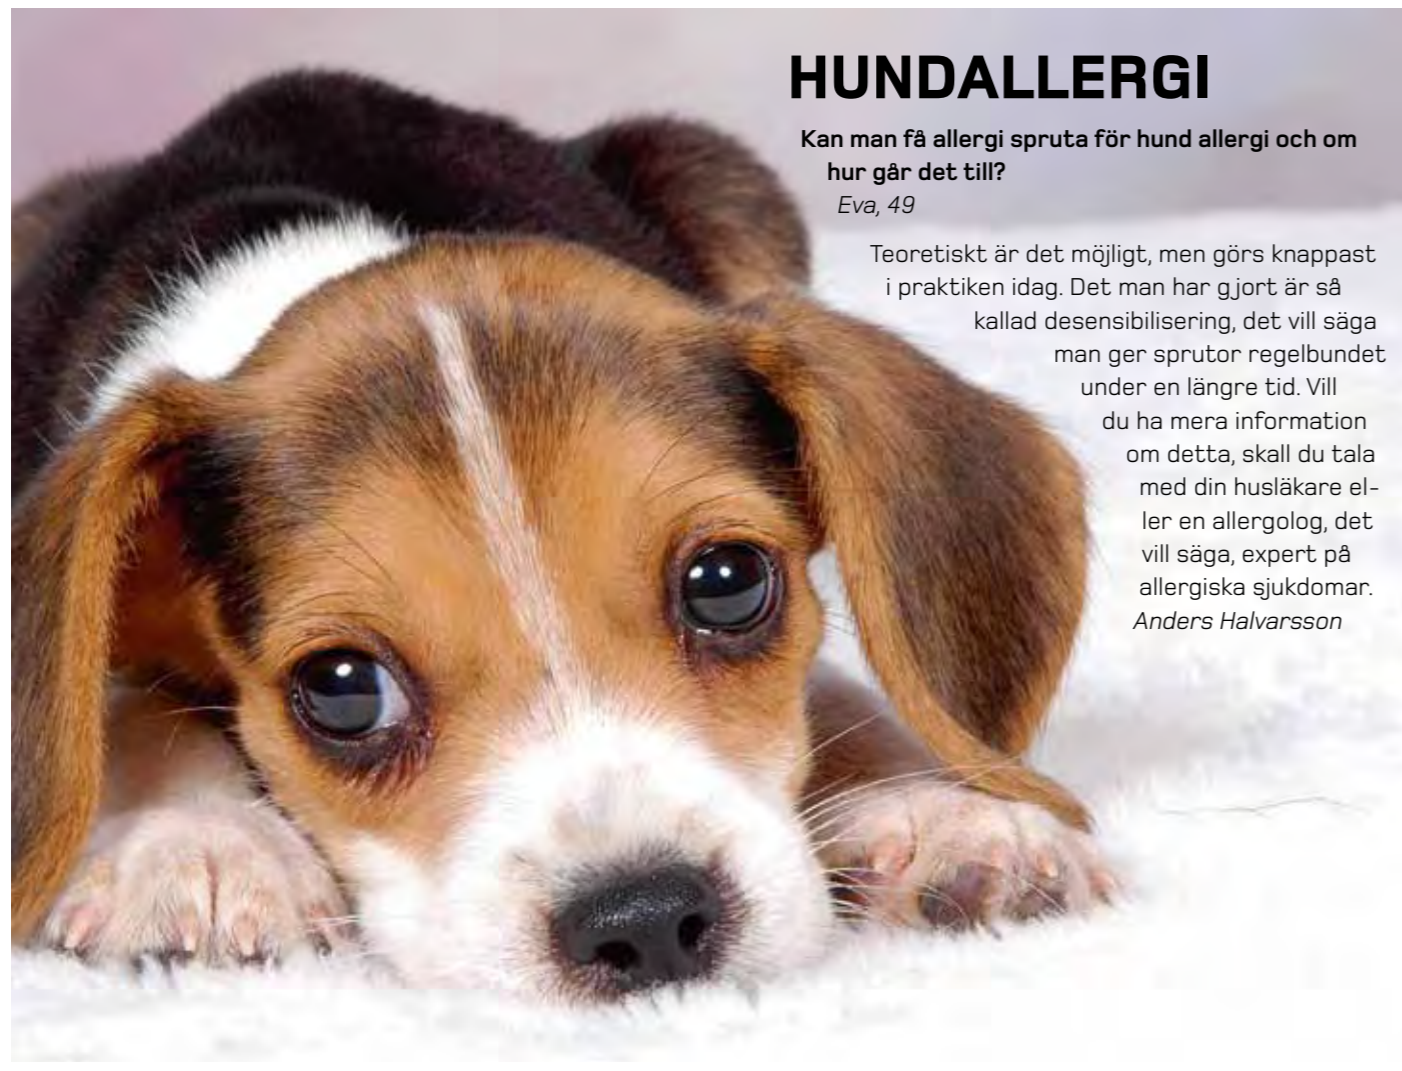 HUNDALLERGI
Kan man få allergi spruta för hund allergi och om
hur går det till?
Eva, 49
Teoretiskt är det möjligt, men görs knappast
i praktiken idag. Det man har gjort är så
kallad desensibilisering, det vill säga
man ger sprutor regelbundet
under en längre tid. Vill
du ha mera information
om detta, skall du tala
med din husläkare el-
ler en allergolog, det
vill säga, expert på
allergiska sjukdomar.
Anders Halvarsson